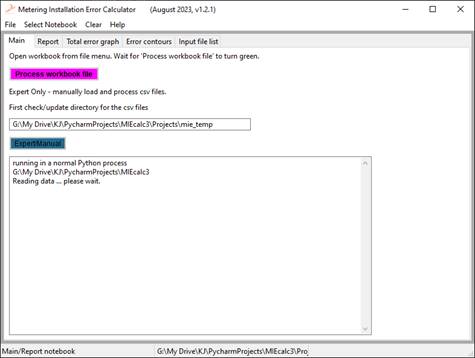 Metering Installation Error Calculator (August 2023, v1.2.1)
File Select Notebook Clear Help
Main Report Total error graph Error contours Input file list
Open workbook from file menu. Wait for 'Process workbook file' to turn green.
Process workbook file
Expert Only - manually load and process csv files.
First check/update directory for the csv files
G:\My Drive\KJ\PycharmProjects\MIEcalc3\Projects\mie_temp
ExpertManual
running in a normal Python process
G:\My Drive\KJ\PycharmProjects\MIEcalc3
Reading data ... please wait.
Main/Report notebook G:\My Drive\KJ\PycharmProjects\MIEcalc3\Proj